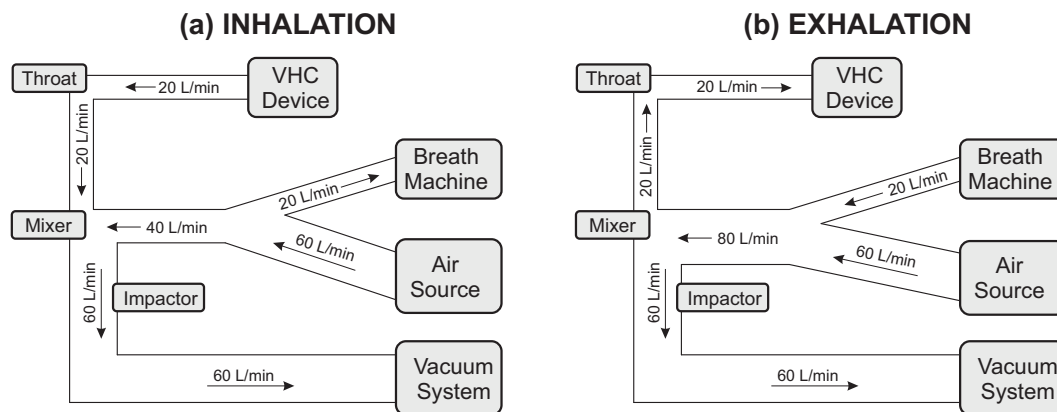 (a) INHALATION
Throat
20 L/min
VHC
Device
20 L/min
Breath
Machine
20 L/min
Mixer
40 L/min
60 L/min
Air
Source
60 L/min
Impactor
60 L/min
Vacuum
System
(b) EXHALATION
Throat
20 L/min
VHC
Device
20 L/min
Breath
Machine
20 L/min
Mixer
80 L/min
60 L/min
Air
Source
60 L/min
Impactor
60 L/min
Vacuum
System